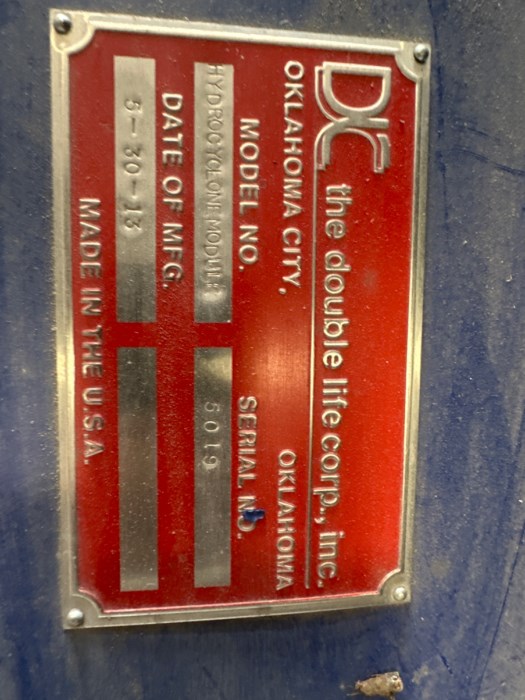 DLC the double life corp., inc.
OKLAHOMA CITY, OKLAHOMA
MODEL NO. SERIAL NO.
HYDROCYCLONE MODULE 5019
DATE OF MFG.
5-30-13
MADE IN THE U.S.A.